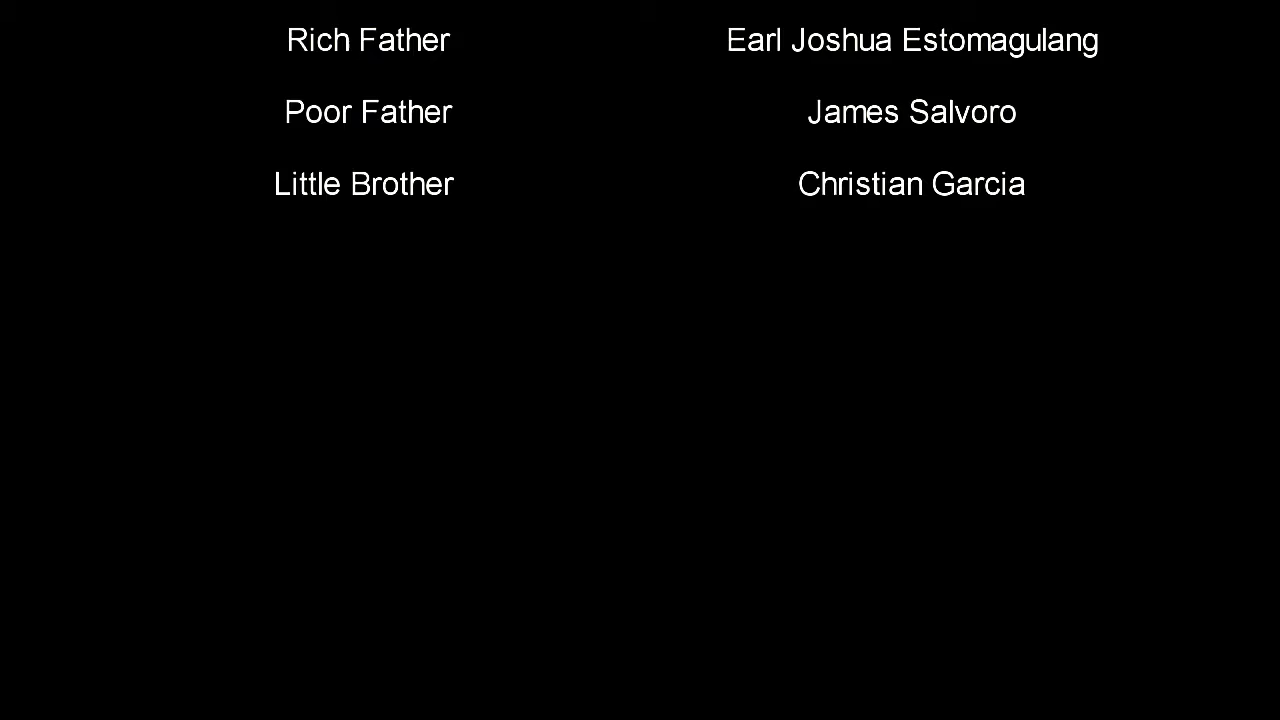 Rich Father Earl Joshua Estomagulang
Poor Father James Salvoro
Little Brother Christian Garcia